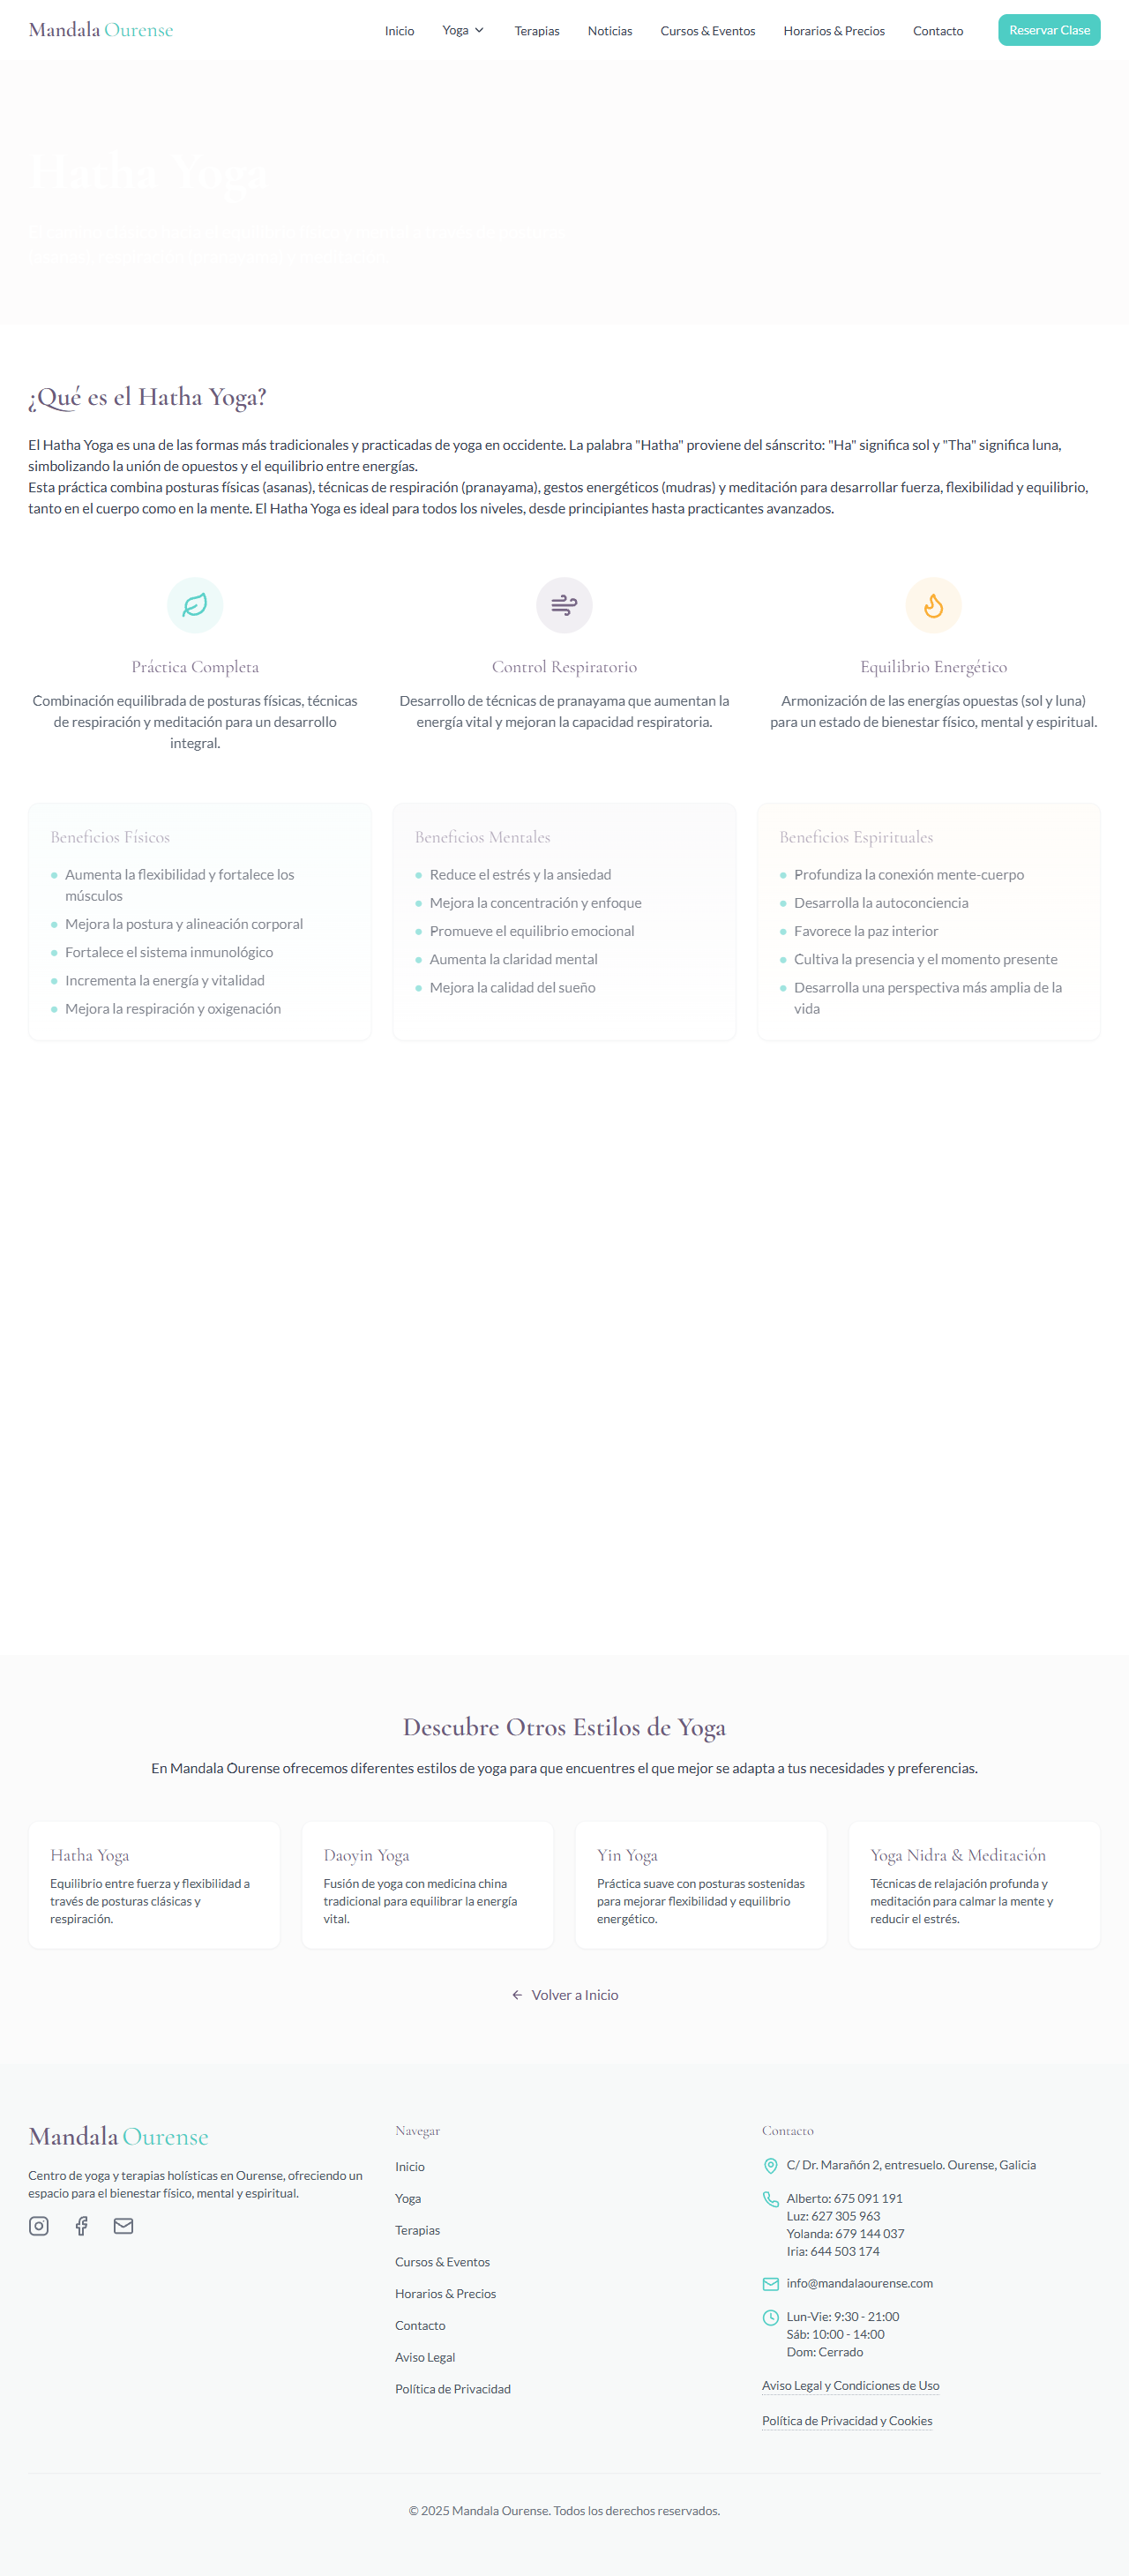 Mandala Ourense
Inicio
Yoga
Terapias
Noticias
Cursos & Eventos
Horarios & Precios
Contacto
Reservar Clase
Hatha Yoga
¿Qué es el Hatha Yoga?
El Hatha Yoga es una de las formas más tradicionales y practicadas de yoga en occidente. La palabra "Hatha" proviene del sánscrito: "Ha" significa sol y "Tha" significa luna,
simbolizando la unión de opuestos y el equilibrio entre energías.
Esta práctica combina posturas físicas (asanas), técnicas de respiración (pranayama), gestos energéticos (mudras) y meditación para desarrollar fuerza, flexibilidad y equilibrio,
tanto en el cuerpo como en la mente. El Hatha Yoga es ideal para todos los niveles, desde principiantes hasta practicantes avanzados.
Práctica Completa
Combinación equilibrada de posturas físicas, técnicas
de respiración y meditación para un desarrollo
integral.
Control Respiratorio
Desarrollo de técnicas de pranayama que aumentan la
energía vital y mejoran la capacidad respiratoria.
Equilibrio Energético
Armonización de las energías opuestas (sol y luna)
para un estado de bienestar físico, mental y espiritual.
Beneficios Físicos
Aumenta la flexibilidad y fortalece los
músculos
Mejora la postura y alineación corporal
Fortalece el sistema inmunológico
Incrementa la energía y vitalidad
Mejora la respiración y oxigenación
Beneficios Mentales
Reduce el estrés y la ansiedad
Mejora la concentración y enfoque
Promueve el equilibrio emocional
Aumenta la claridad mental
Mejora la calidad del sueño
Beneficios Espirituales
Profundiza la conexión mente-cuerpo
Desarrolla la autoconciencia
Favorece la paz interior
Cultiva la presencia y el momento presente
Desarrolla una perspectiva más amplia de la
vida
Descubre Otros Estilos de Yoga
En Mandala Ourense ofrecemos diferentes estilos de yoga para que encuentres el que mejor se adapta a tus necesidades y preferencias.
Hatha Yoga
Equilibrio entre fuerza y flexibilidad a
través de posturas clásicas y
respiración.
Daoyin Yoga
Fusión de yoga con medicina china
tradicional para equilibrar la energía
vital.
Yin Yoga
Práctica suave con posturas sostenidas
para mejorar flexibilidad y equilibrio
energético.
Yoga Nidra & Meditación
Técnicas de relajación profunda y
meditación para calmar la mente y
reducir el estrés.
Volver a Inicio
Mandala Ourense
Centro de yoga y terapias holísticas en Ourense, ofreciendo un
espacio para el bienestar físico, mental y espiritual.
Navegar
Inicio
Yoga
Terapias
Cursos & Eventos
Horarios & Precios
Contacto
Aviso Legal
Política de Privacidad
Contacto
C/ Dr. Marañón 2, entresuelo. Ourense, Galicia
Alberto: 675 091 191
Luz: 627 305 963
Yolanda: 679 144 037
Iria: 644 503 174
info@mandalaourense.com
Lun-Vie: 9:30 - 21:00
Sáb: 10:00 - 14:00
Dom: Cerrado
Aviso Legal y Condiciones de Uso
Política de Privacidad y Cookies
© 2025 Mandala Ourense. Todos los derechos reservados.